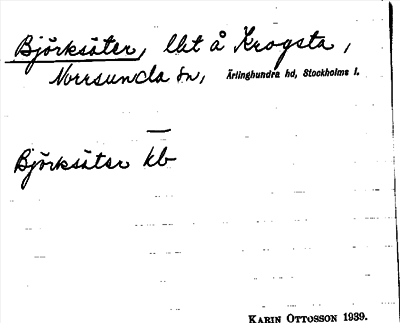 Björksäter, lht å Krogsta,
Norrsunda sn, Ärlinghundra hd, Stockholms l.
—
Björksäter kb
KARIN OTTOSSON 1939.